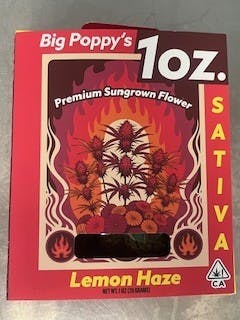 Big Poppy's
1oz.
Premium Sungrown Flower
SATIVA
Lemon Haze
NET WT. 1 OZ (28 GRAMS)
CA